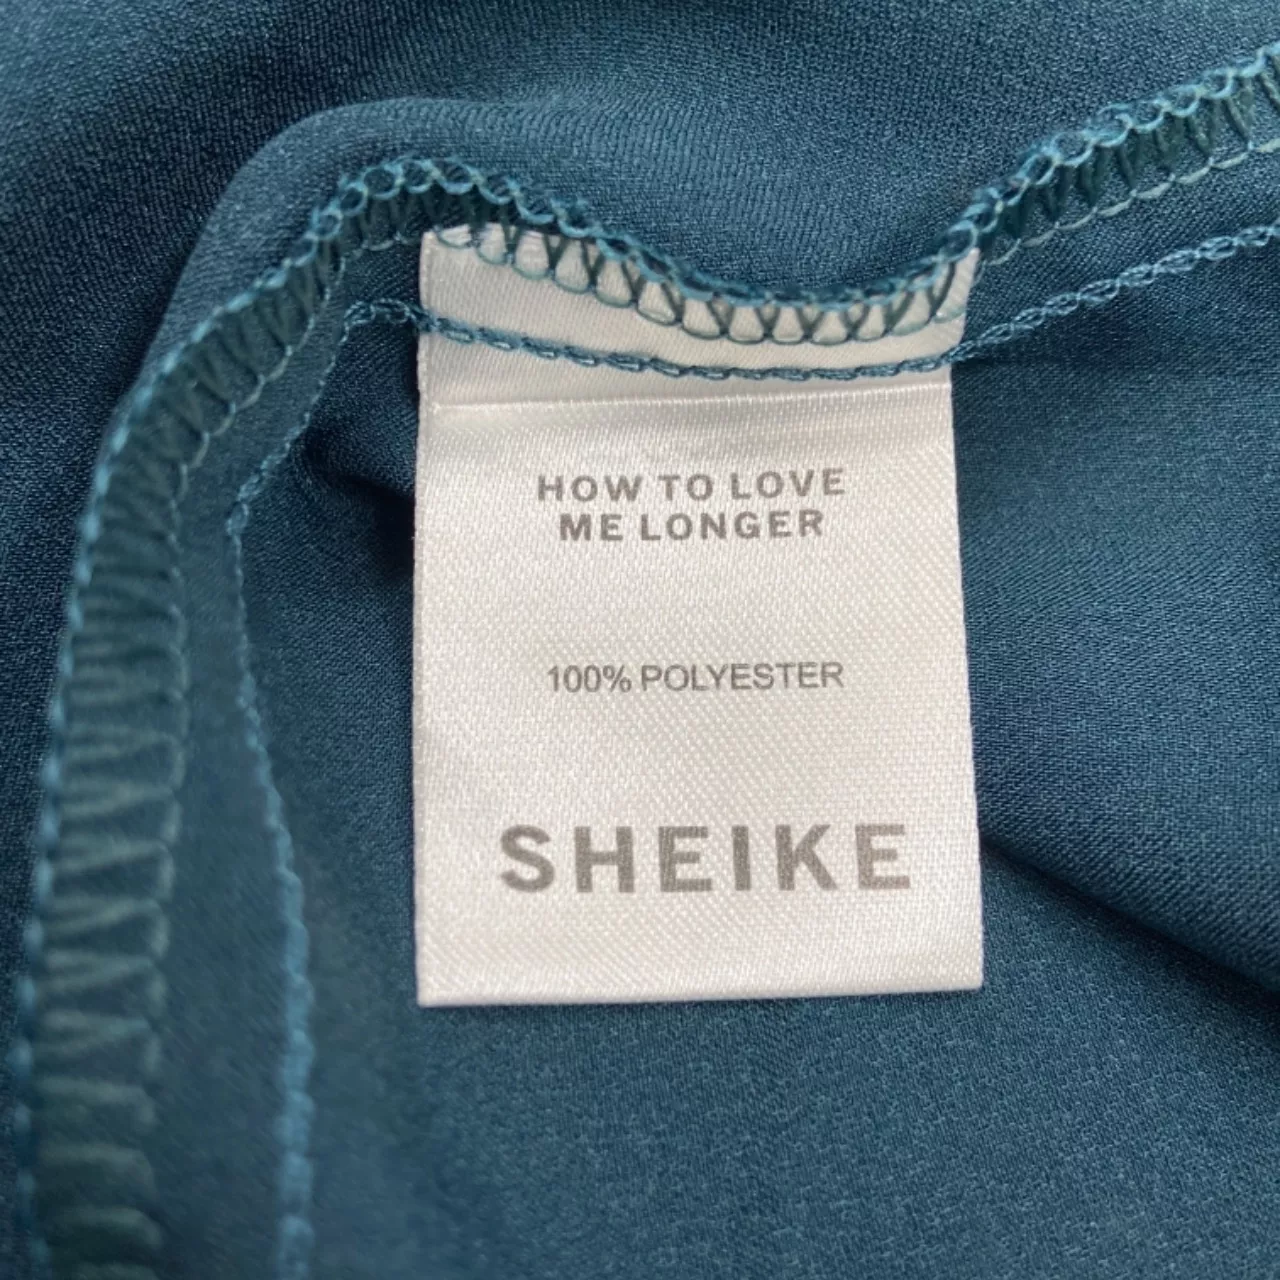 HOW TO LOVE
ME LONGER
100% POLYESTER
SHEIKE